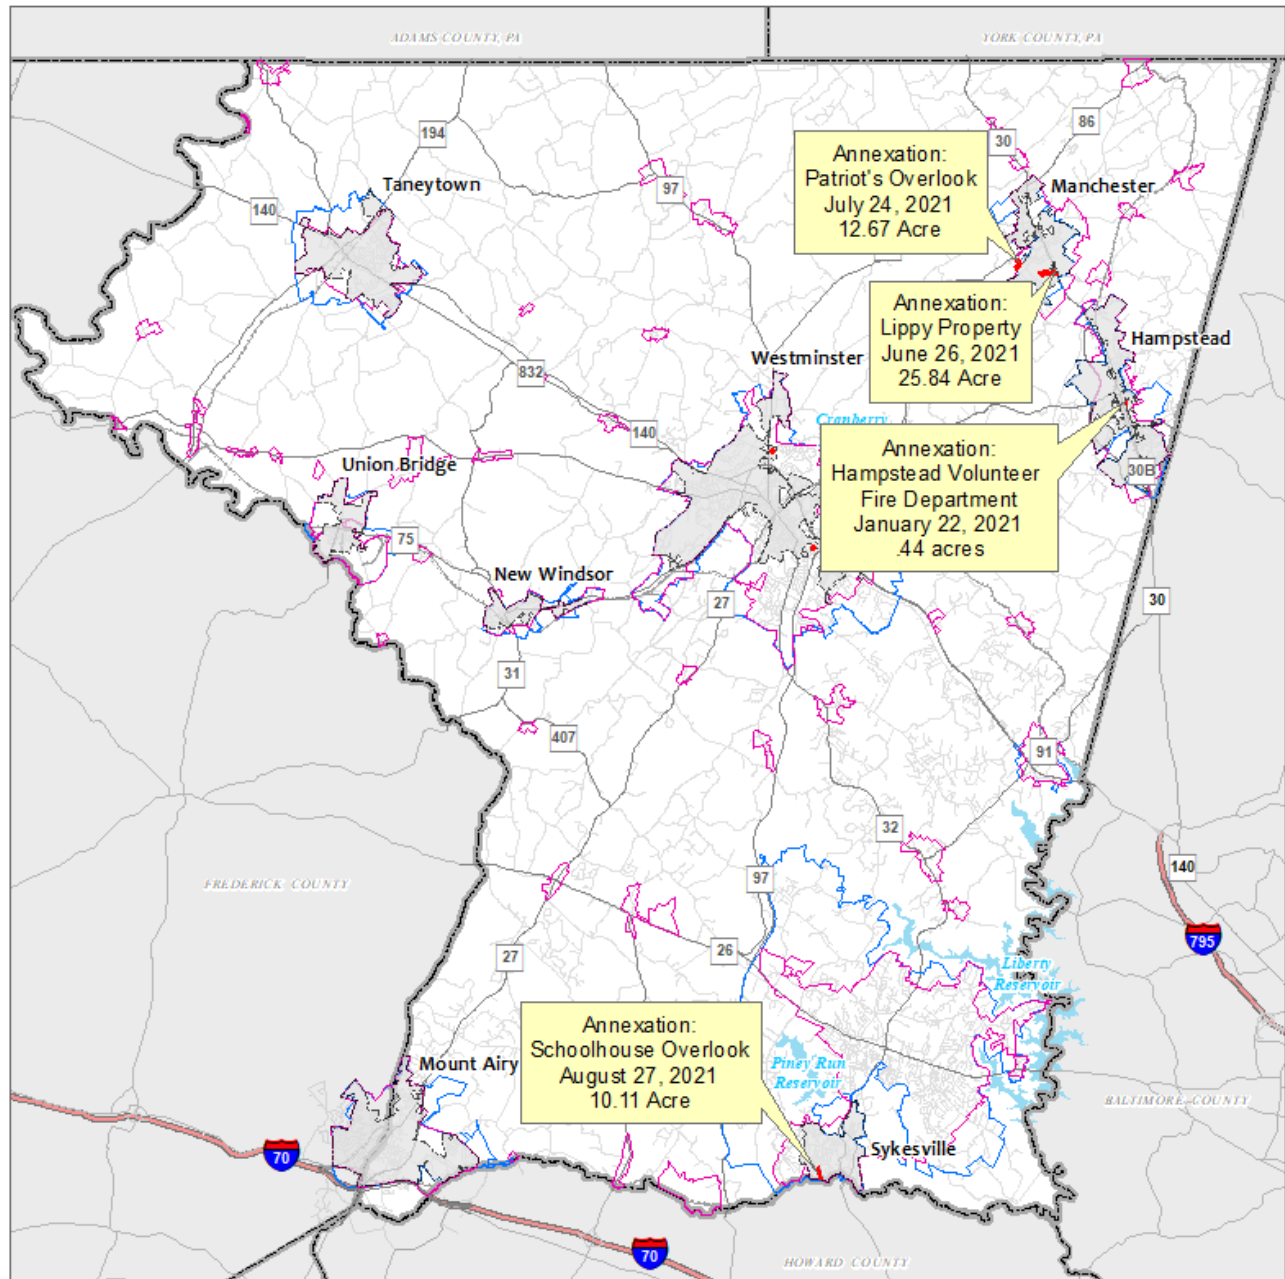 ADAMS COUNTY, PA
YORK COUNTY, PA
194
86
30
Annexation:
Patriot's Overlook
July 24, 2021
12.67 Acre
Taneytown
97
Manchester
140
Annexation:
Lippy Property
June 26, 2021
25.84 Acre
Hampstead
Westminster
832
Cranberry
140
Annexation:
Hampstead Volunteer
Fire Department
January 22, 2021
.44 acres
Union Bridge
30B
75
New Windsor
27
30
31
407
91
32
FREDERICK COUNTY
97
140
795
26
27
Liberty
Reservoir
Annexation:
Schoolhouse Overlook
August 27, 2021
10.11 Acre
Mount Airy
Piney Run
Reservoir
BALTIMORE COUNTY
70
Sykesville
70
HOWARD COUNTY